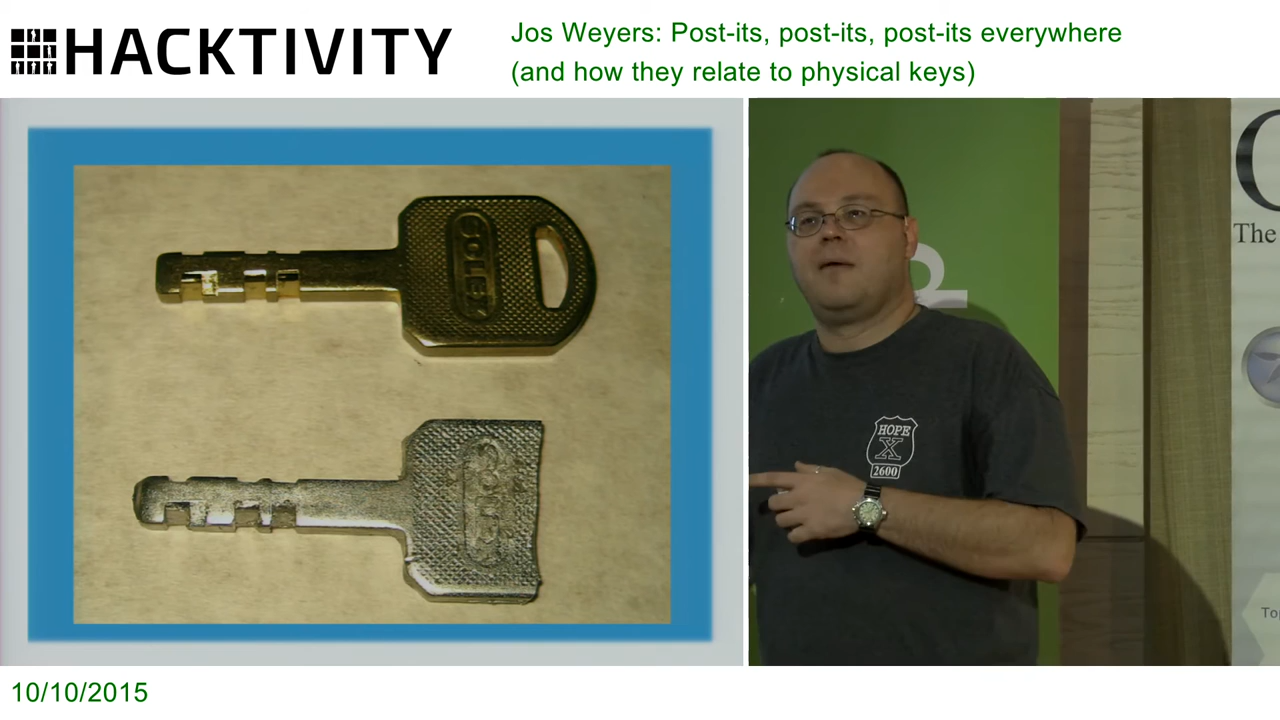 HACKTIVITY
Jos Weyers: Post-its, post-its, post-its everywhere
(and how they relate to physical keys)
HOPE
X
2600
The
To
10/10/2015